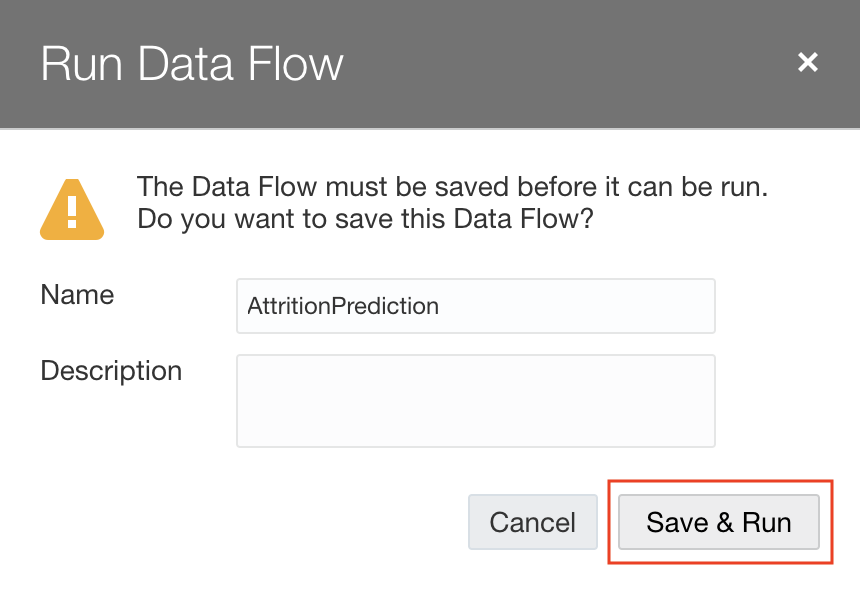 Run Data Flow
The Data Flow must be saved before it can be run.
Do you want to save this Data Flow?
Name
AttritionPrediction
Description
Cancel
Save & Run